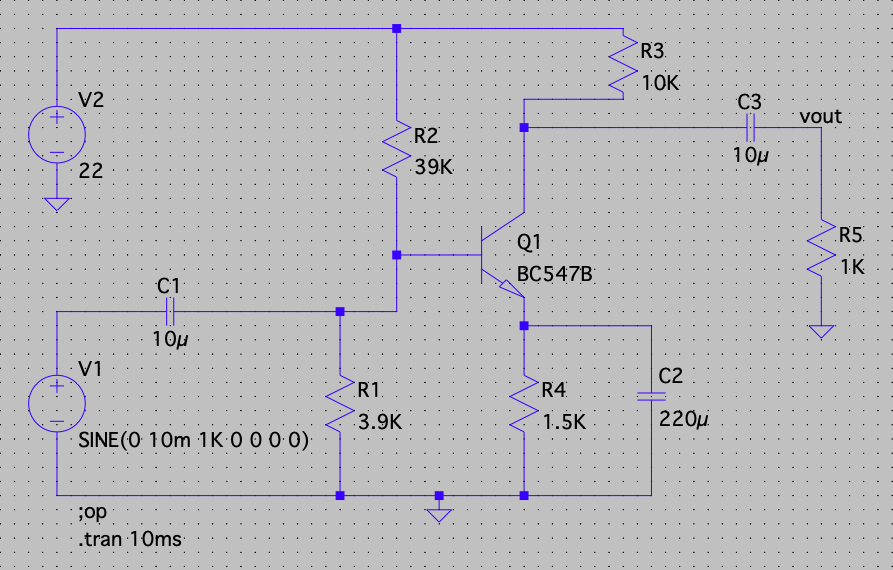 R3
10K
V2
22
C3
10µ
vout
R2
39K
Q1
BC547B
R5
1K
C1
10µ
V1
SINE(0 10m 1K 0 0 0 0)
R1
3.9K
R4
1.5K
C2
220µ
;op
.tran 10ms